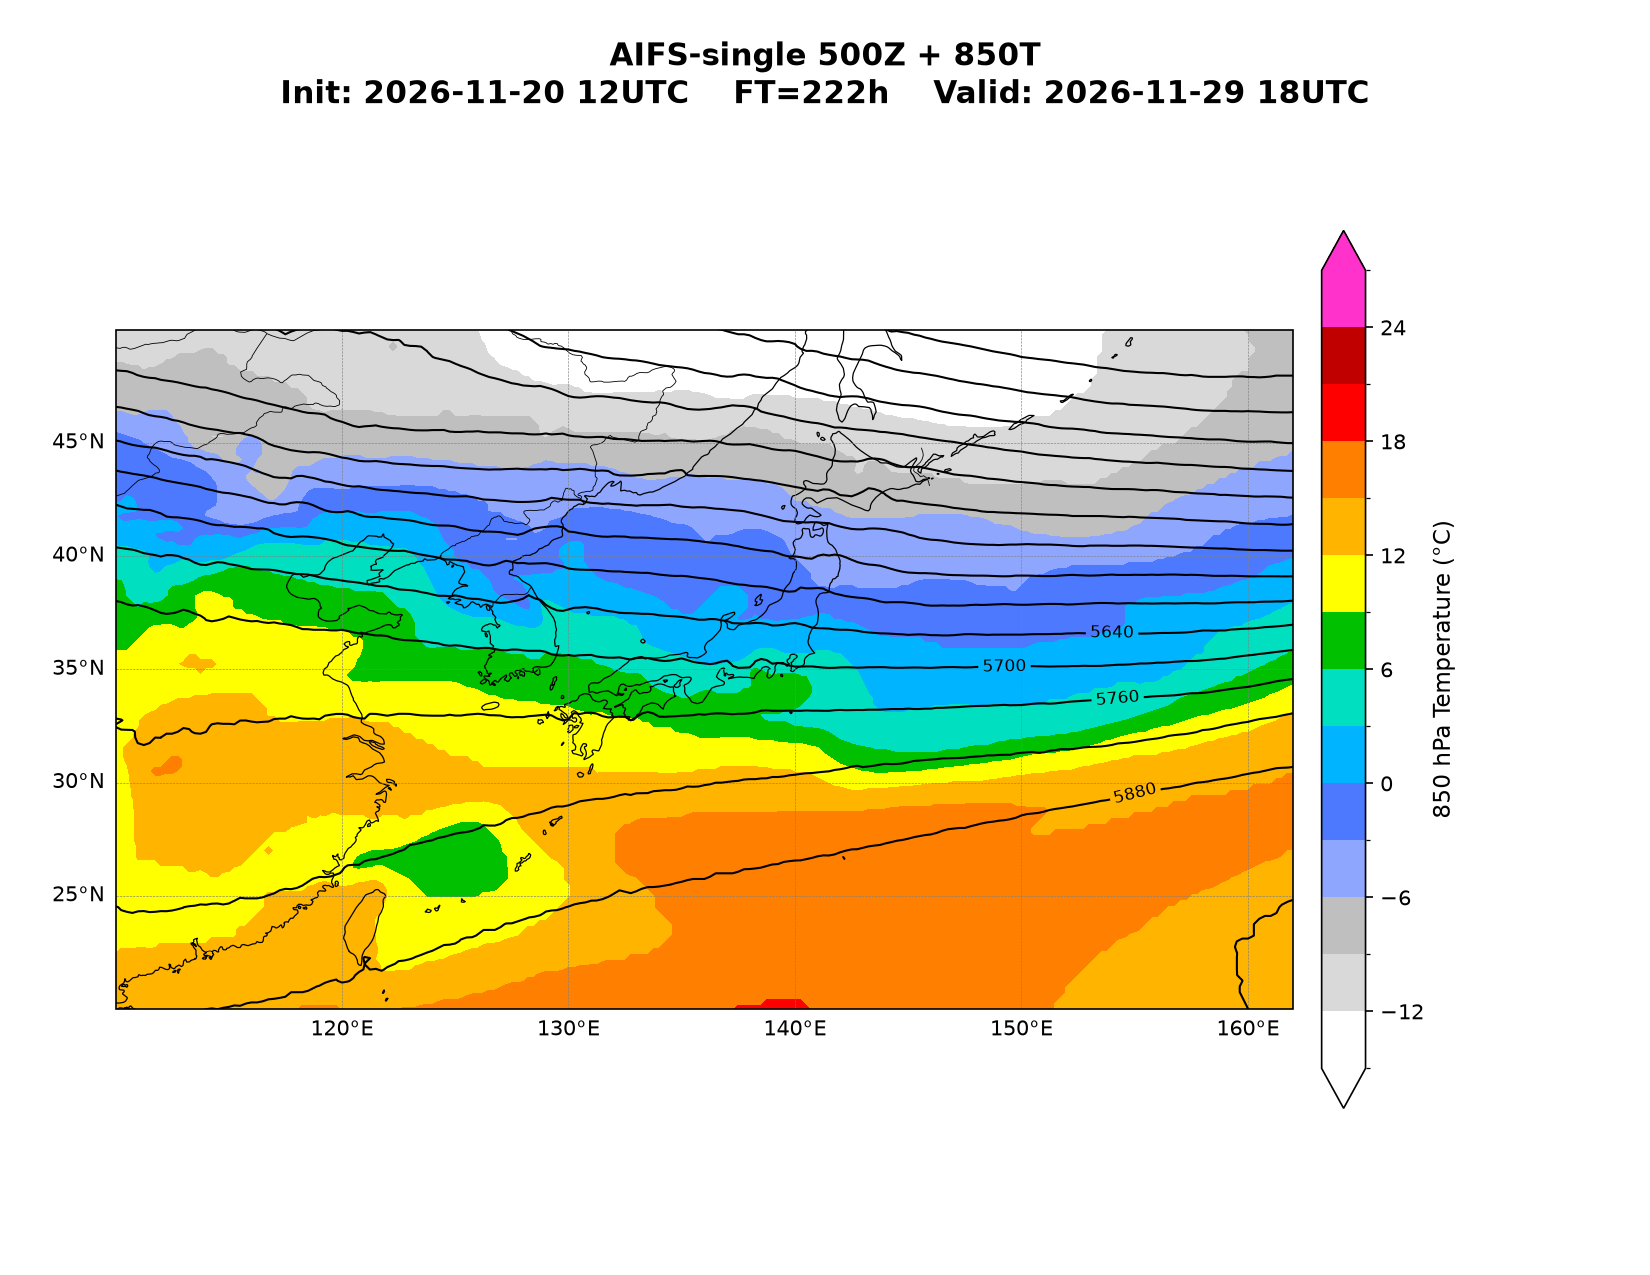 AIFS-single 500Z + 850T
Init: 2026-11-20 12UTC    FT=222h    Valid: 2026-11-29 18UTC
24
18
12
6
0
−6
−12
850 hPa Temperature (°C)
45°N
40°N
35°N
30°N
25°N
5640
5700
5760
5880
120°E
130°E
140°E
150°E
160°E